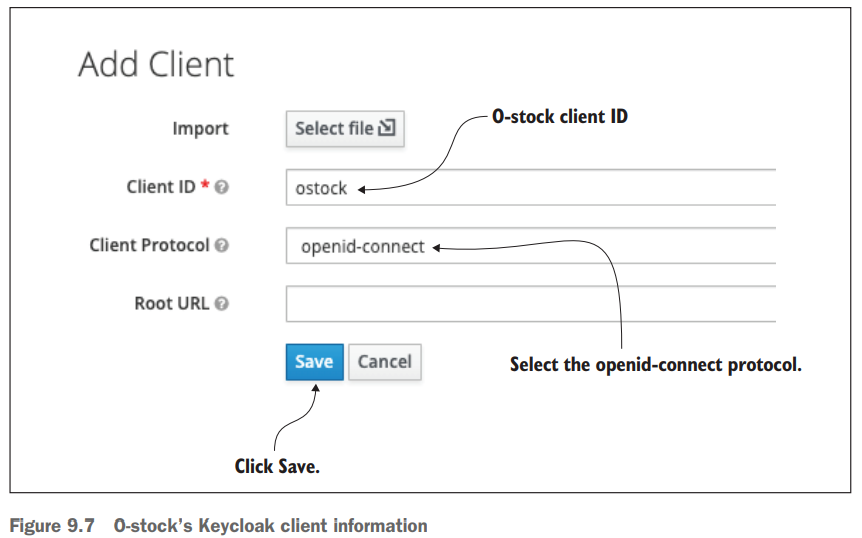 Add Client
Import Select file
O-stock client ID
Client ID * ostock
Client Protocol openid-connect
Root URL
Save Cancel
Select the openid-connect protocol.
Click Save.
Figure 9.7 O-stock's Keycloak client information